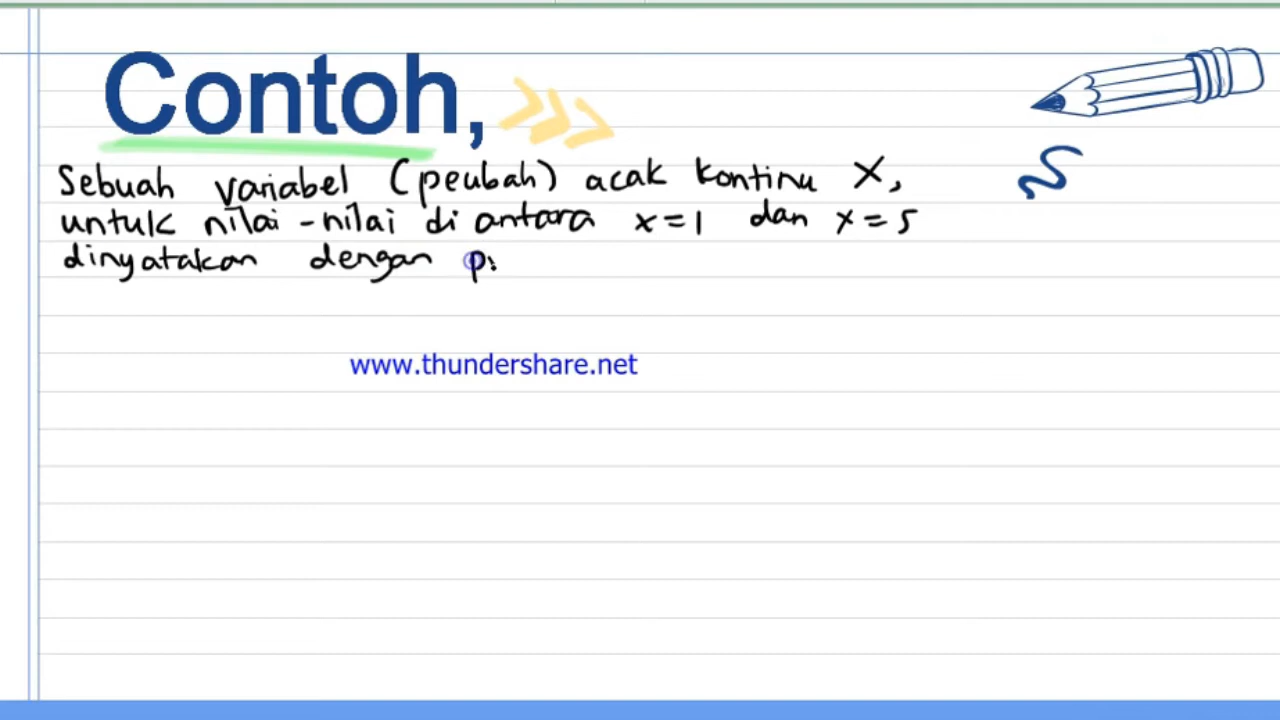 Contoh,
Sebuah variabel (peubah) acak kontinu X,
untuk nilai-nilai di antara x=1 dan x=5
dinyatakan dengan
www.thundershare.net